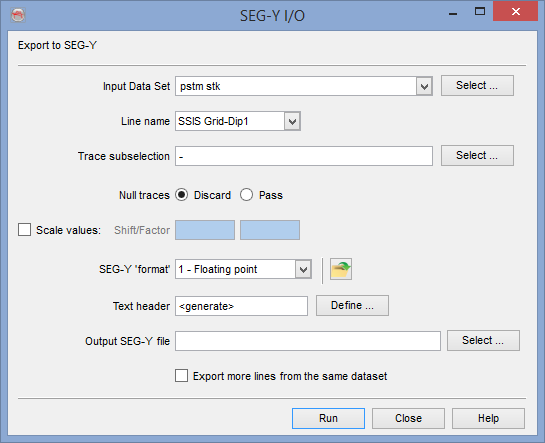 SEG-Y I/O
Export to SEG-Y
Input Data Set pstm stk Select ...
Line name SSIS Grid-Dip1
Trace subselection - Select ...
Null traces Discard Pass
Scale values: Shift/Factor
SEG-Y 'format' 1 - Floating point
Text header <generate> Define ...
Output SEG-Y file Select ...
Export more lines from the same dataset
Run Close Help